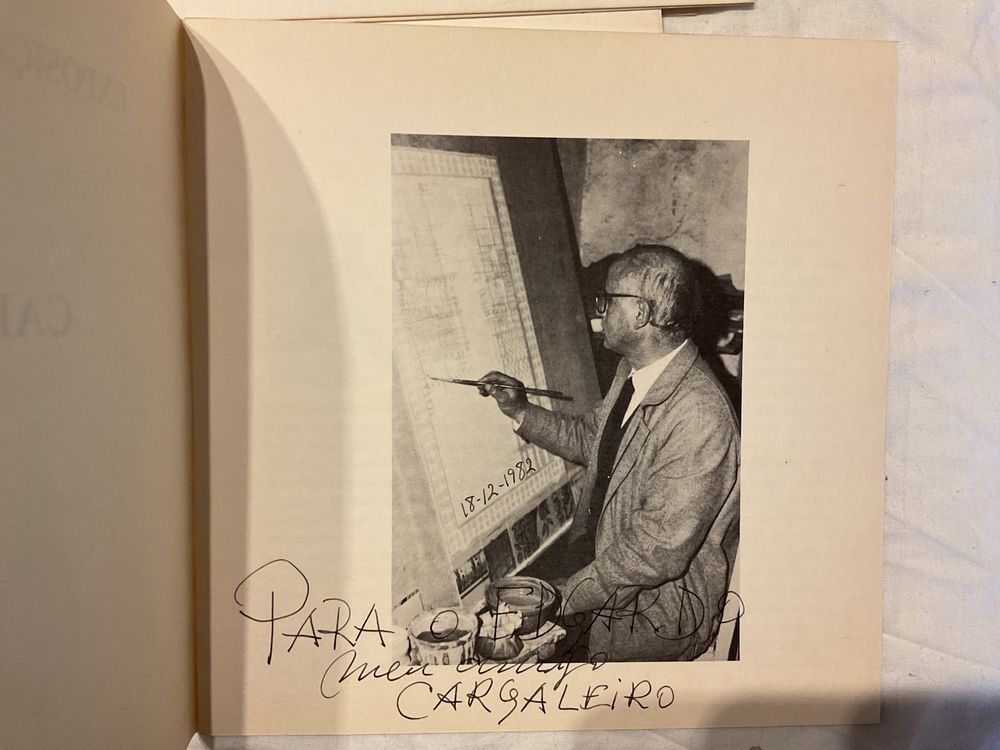 18-12-1982
PARA O EDGARDO
meu amigo
CARGALEIRO